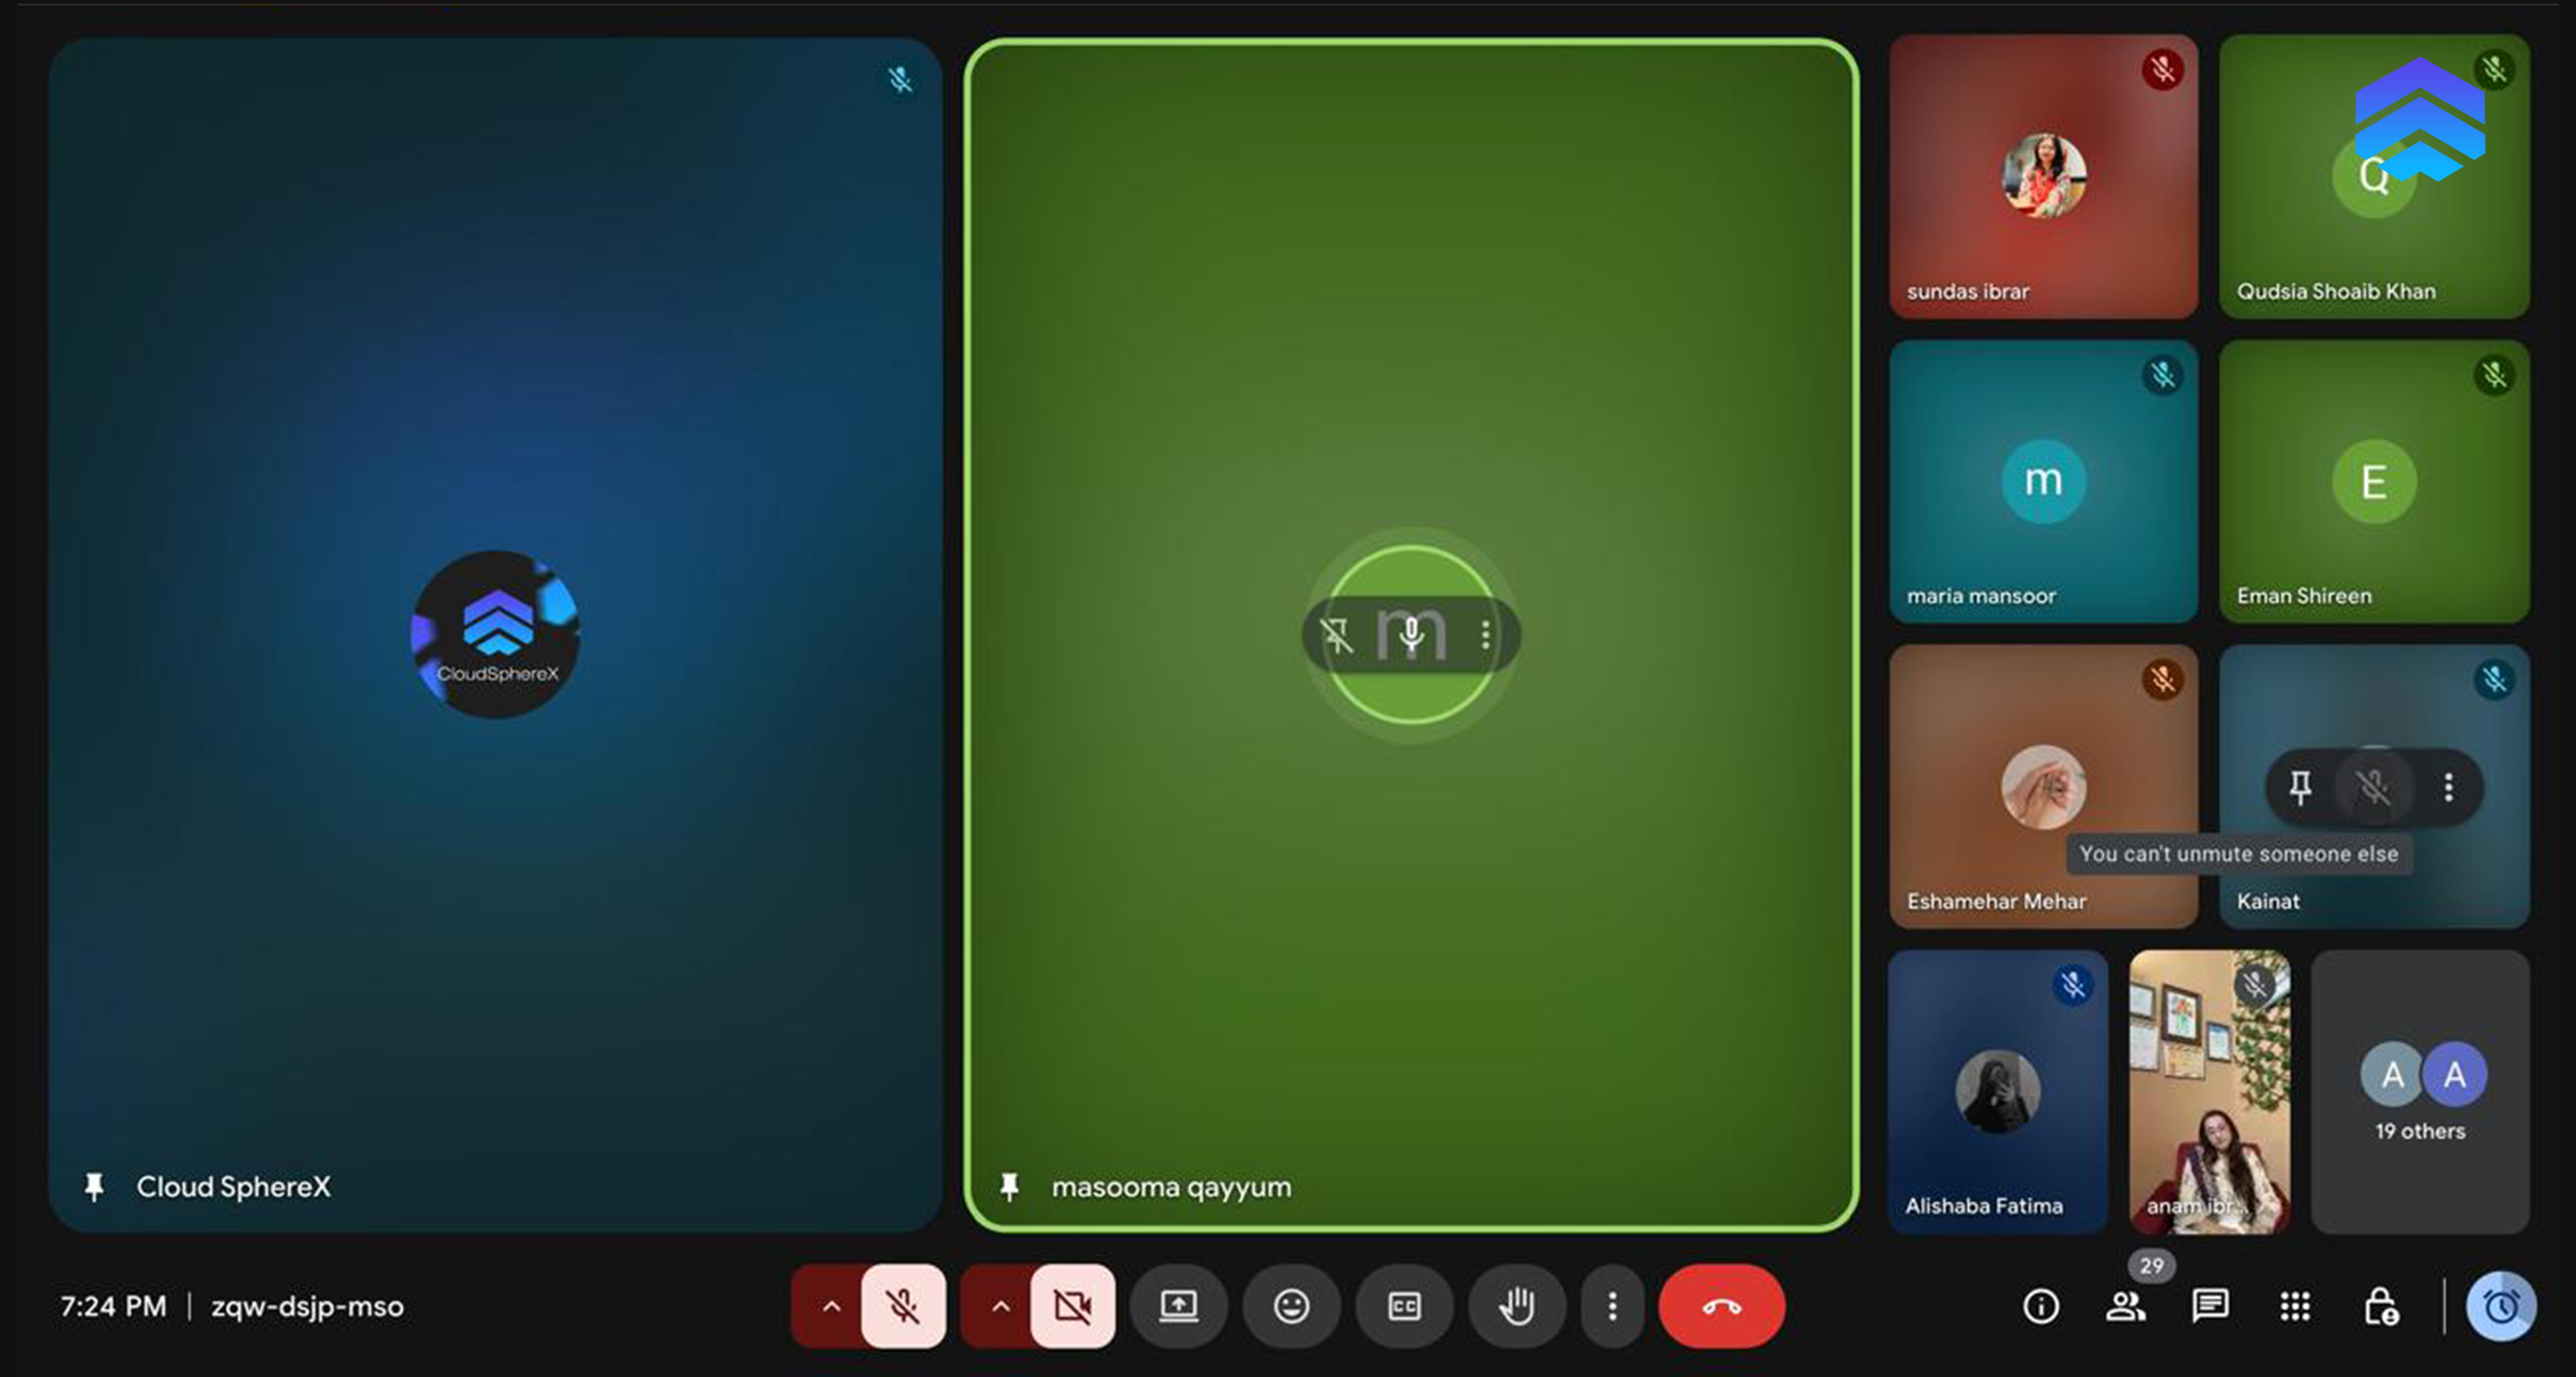 CloudSphereX
Cloud SphereX
m
masooma qayyum
sundas ibrar
Q
Qudsia Shoaib Khan
m
maria mansoor
E
Eman Shireen
Eshamehar Mehar
You can't unmute someone else
Kainat
Alishaba Fatima
anam ibr...
A A
19 others
7:24 PM | zqw-dsjp-mso
CC
29